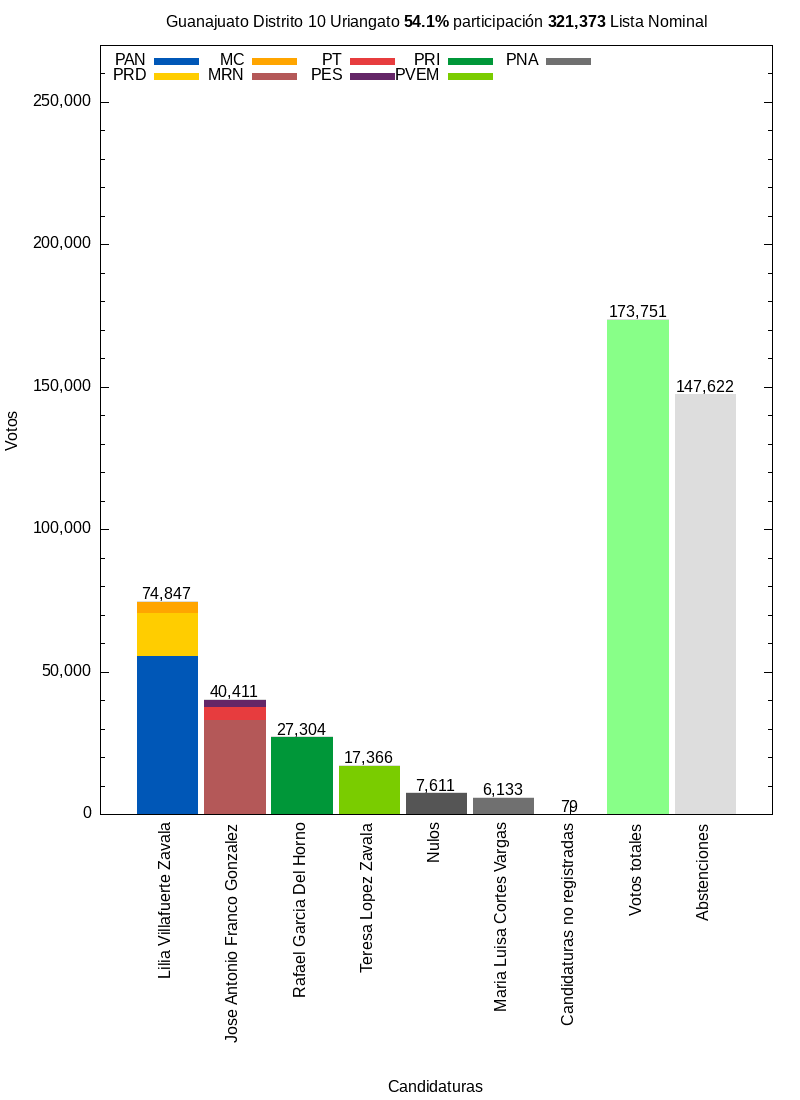 Guanajuato Distrito 10 Uriangato 54.1% participación 321,373 Lista Nominal
PAN MC PT PRI PNA
PRD MRN PES PVEM
250,000
200,000
150,000
100,000
50,000
0
Votos
74,847
40,411
27,304
17,366
7,611
6,133
79
173,751
147,622
Lilia Villafuerte Zavala
Jose Antonio Franco Gonzalez
Rafael Garcia Del Horno
Teresa Lopez Zavala
Nulos
Maria Luisa Cortes Vargas
Candidaturas no registradas
Votos totales
Abstenciones
Candidaturas